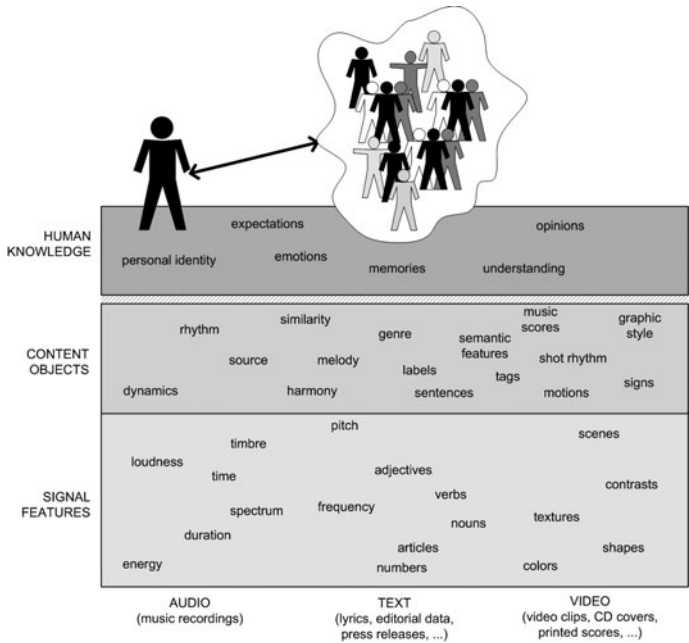 HUMAN
KNOWLEDGE
expectations
opinions
personal identity
emotions
memories
understanding
CONTENT
OBJECTS
rhythm
similarity
genre
semantic
features
music
scores
graphic
style
source
melody
labels
tags
shot rhythm
signs
dynamics
harmony
sentences
motions
SIGNAL
FEATURES
pitch
timbre
scenes
loudness
time
adjectives
contrasts
verbs
spectrum
frequency
nouns
textures
duration
articles
shapes
energy
numbers
colors
AUDIO
(music recordings)
TEXT
(lyrics, editorial data,
press releases, ...)
VIDEO
(video clips, CD covers,
printed scores, ...)